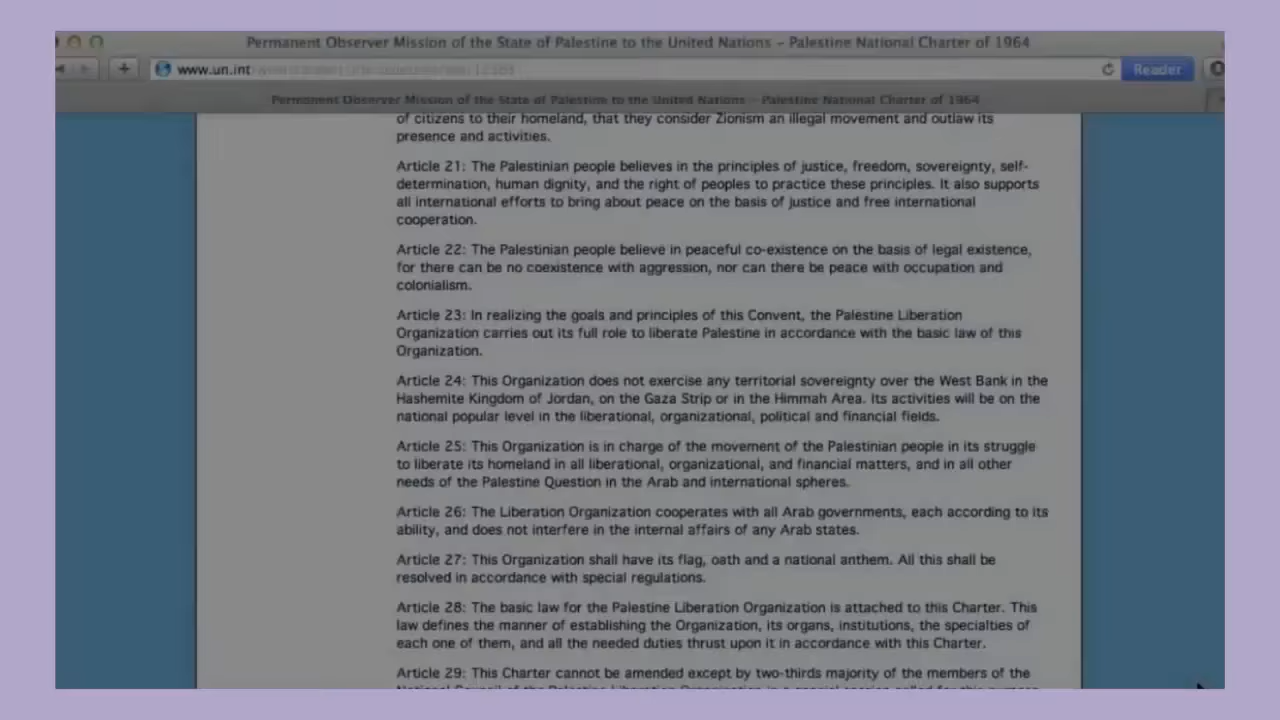 Permanent Observer Mission of the State of Palestine to the United Nations – Palestine National Charter of 1964
www.un.int
Reader
Permanent Observer Mission of the State of Palestine to the United Nations – Palestine National Charter of 1964
of citizens to their homeland, that they consider Zionism an illegal movement and outlaw its
presence and activities.
Article 21: The Palestinian people believes in the principles of justice, freedom, sovereignty, self-
determination, human dignity, and the right of peoples to practice these principles. It also supports
all international efforts to bring about peace on the basis of justice and free international
cooperation.
Article 22: The Palestinian people believe in peaceful co-existence on the basis of legal existence,
for there can be no coexistence with aggression, nor can there be peace with occupation and
colonialism.
Article 23: In realizing the goals and principles of this Convent, the Palestine Liberation
Organization carries out its full role to liberate Palestine in accordance with the basic law of this
Organization.
Article 24: This Organization does not exercise any territorial sovereignty over the West Bank in the
Hashemite Kingdom of Jordan, on the Gaza Strip or in the Himmah Area. Its activities will be on the
national popular level in the liberational, organizational, political and financial fields.
Article 25: This Organization is in charge of the movement of the Palestinian people in its struggle
to liberate its homeland in all liberational, organizational, and financial matters, and in all other
needs of the Palestine Question in the Arab and international spheres.
Article 26: The Liberation Organization cooperates with all Arab governments, each according to its
ability, and does not interfere in the internal affairs of any Arab states.
Article 27: This Organization shall have its flag, oath and a national anthem. All this shall be
resolved in accordance with special regulations.
Article 28: The basic law for the Palestine Liberation Organization is attached to this Charter. This
law defines the manner of establishing the Organization, its organs, institutions, the specialties of
each one of them, and all the needed duties thrust upon it in accordance with this Charter.
Article 29: This Charter cannot be amended except by two-thirds majority of the members of the